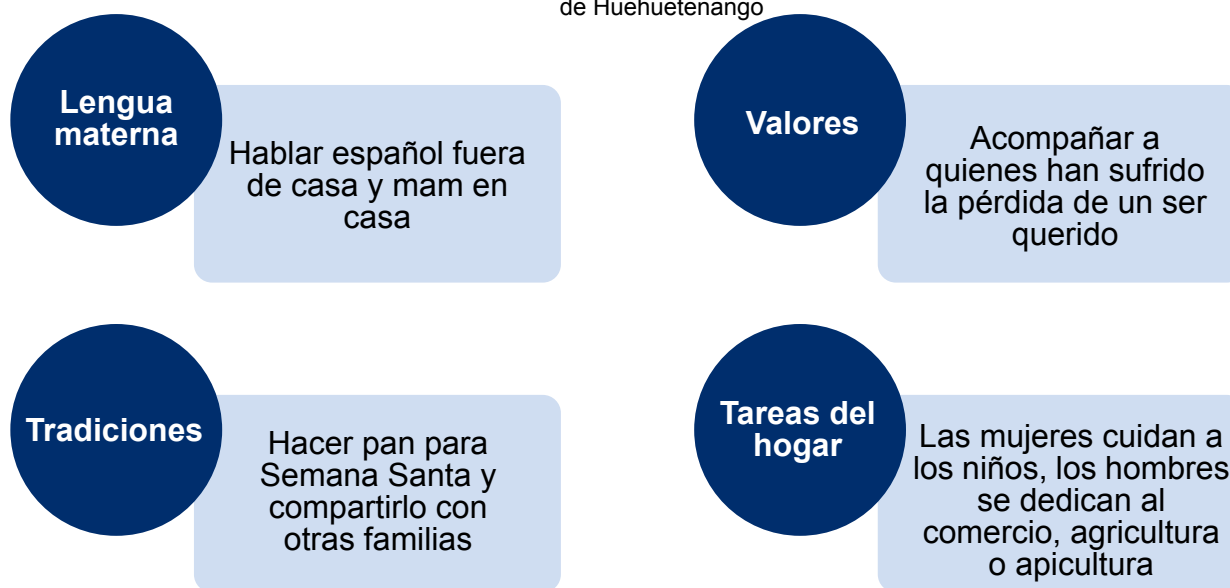 de Huehuetenango
Lengua
materna
Hablar español fuera
de casa y mam en
casa
Valores
Acompañar a
quienes han sufrido
la pérdida de un ser
querido
Tradiciones
Hacer pan para
Semana Santa y
compartirlo con
otras familias
Tareas del
hogar
Las mujeres cuidan a
los niños, los hombres
se dedican al
comercio, agricultura
o apicultura